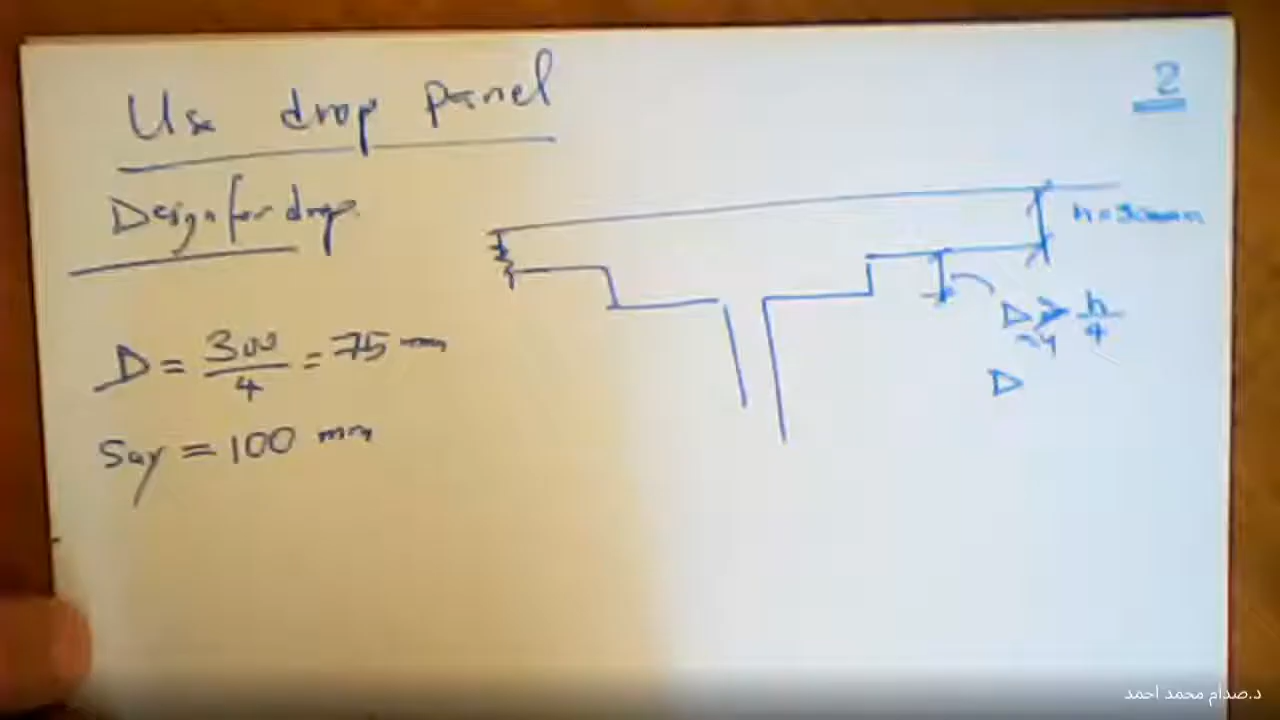 2
Use drop panel
Design for drop
h=300mm
D ≥ h/4
D
D = 300/4 = 75 mm
Say = 100 mm
د.صدام محمد احمد